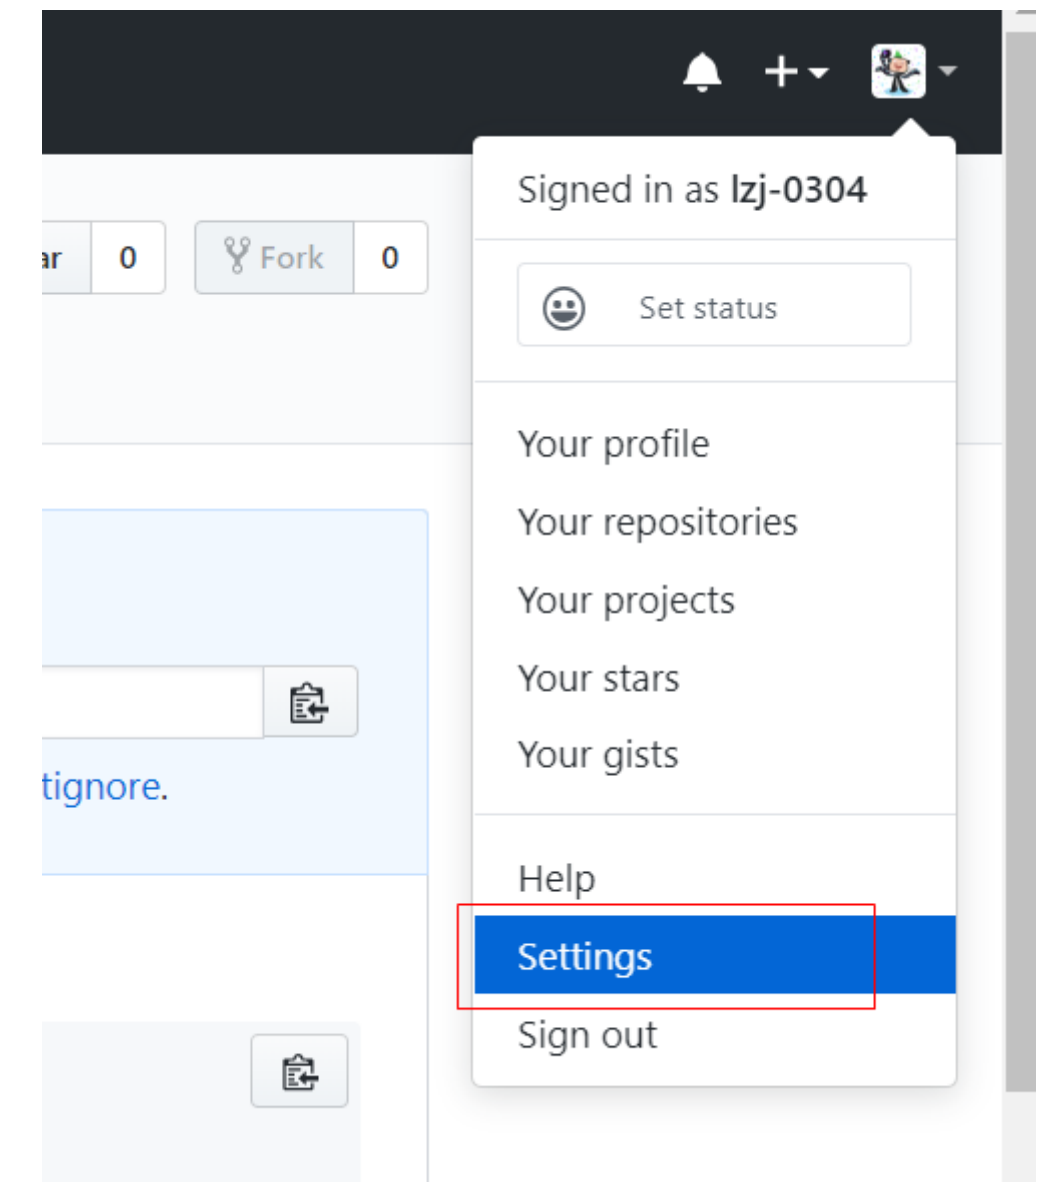 Signed in as lzj-0304
ar 0 Fork 0
Set status
Your profile
Your repositories
Your projects
Your stars
Your gists
tignore.
Help
Settings
Sign out